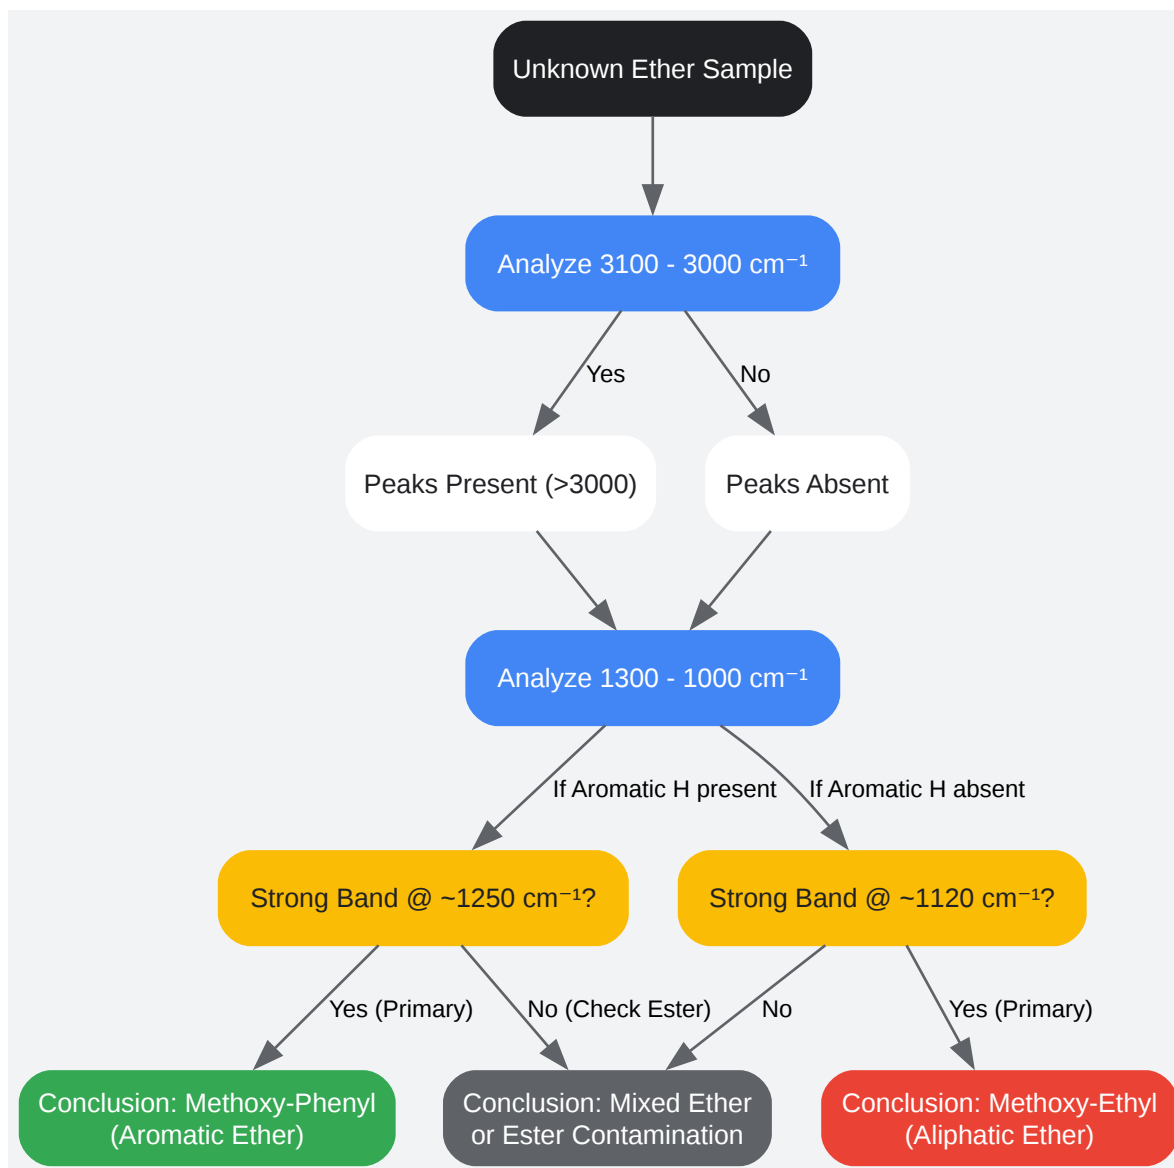 Unknown Ether Sample
Analyze 3100 - 3000 cm⁻¹
Yes
No
Peaks Present (>3000)
Peaks Absent
Analyze 1300 - 1000 cm⁻¹
If Aromatic H present
If Aromatic H absent
Strong Band @ ~1250 cm⁻¹?
Strong Band @ ~1120 cm⁻¹?
Yes (Primary)
No (Check Ester)
No
Yes (Primary)
Conclusion: Methoxy-Phenyl
(Aromatic Ether)
Conclusion: Mixed Ether
or Ester Contamination
Conclusion: Methoxy-Ethyl
(Aliphatic Ether)